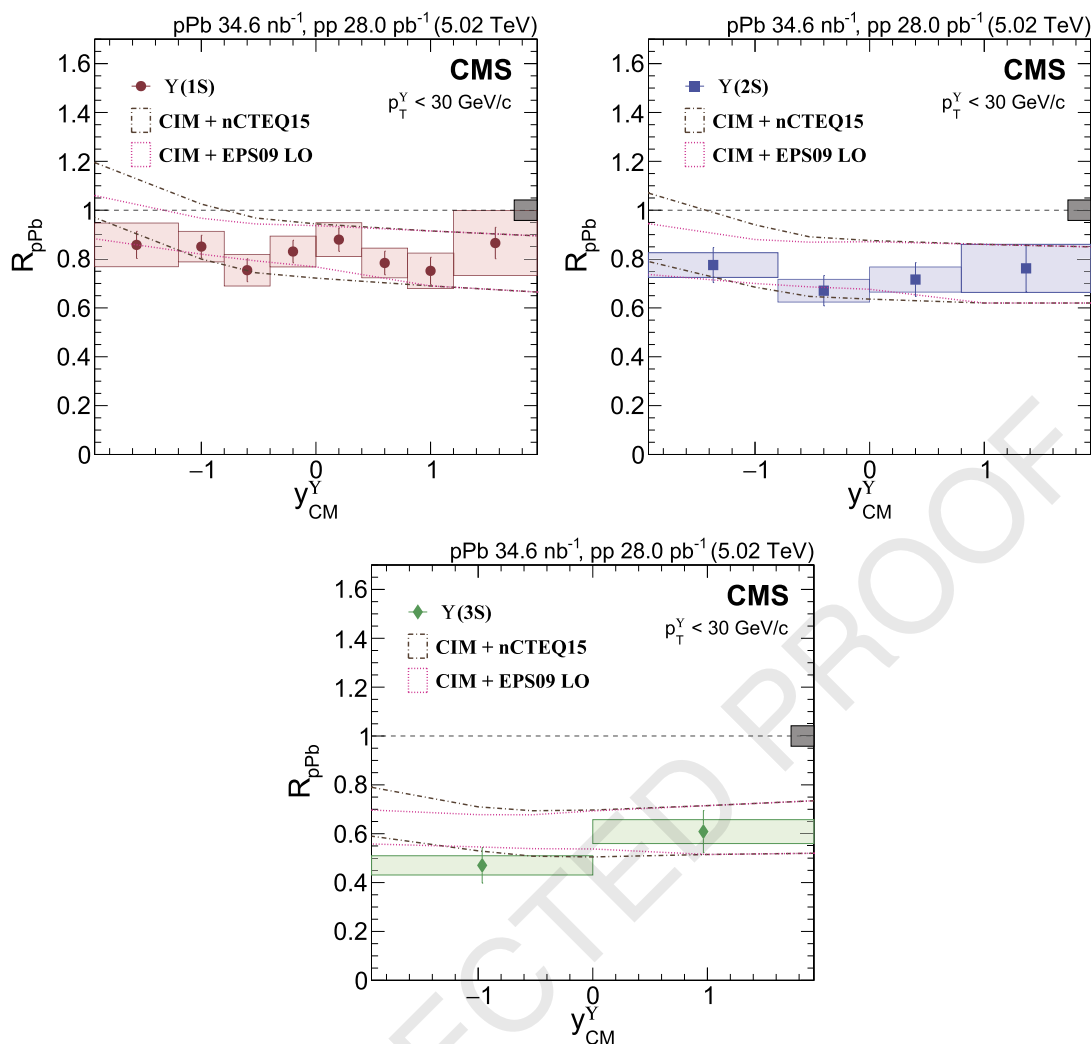 pPb 34.6 nb⁻¹, pp 28.0 pb⁻¹ (5.02 TeV)
1.6
1.4
1.2
1
0.8
0.6
0.4
0.2
0
R_pPb
CMS
p_T^Υ < 30 GeV/c
Υ(1S)
CIM + nCTEQ15
CIM + EPS09 LO
−1
0
1
y_CM^Υ
pPb 34.6 nb⁻¹, pp 28.0 pb⁻¹ (5.02 TeV)
1.6
1.4
1.2
1
0.8
0.6
0.4
0.2
0
R_pPb
CMS
p_T^Υ < 30 GeV/c
Υ(2S)
CIM + nCTEQ15
CIM + EPS09 LO
−1
0
1
y_CM^Υ
pPb 34.6 nb⁻¹, pp 28.0 pb⁻¹ (5.02 TeV)
1.6
1.4
1.2
1
0.8
0.6
0.4
0.2
0
R_pPb
CMS
p_T^Υ < 30 GeV/c
Υ(3S)
CIM + nCTEQ15
CIM + EPS09 LO
−1
0
1
y_CM^Υ
ECTED PROOF